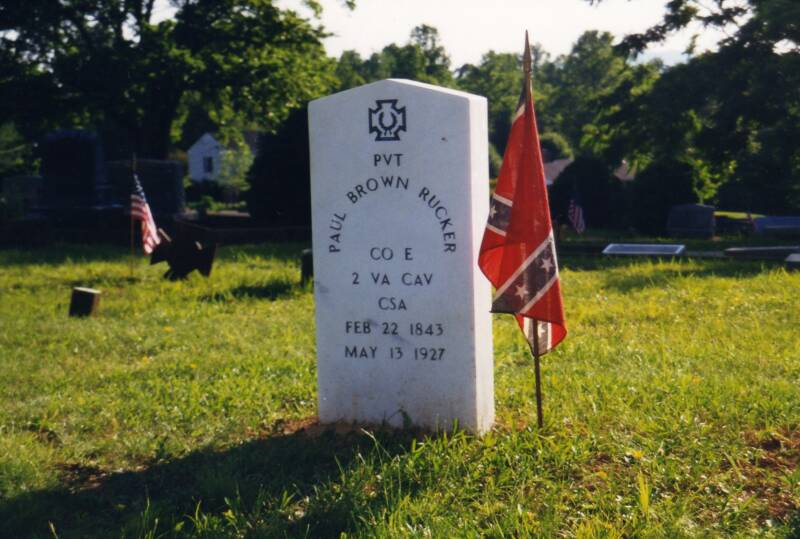 PVT
PAUL BROWN RUCKER
CO E
2 VA CAV
CSA
FEB 22 1843
MAY 13 1927